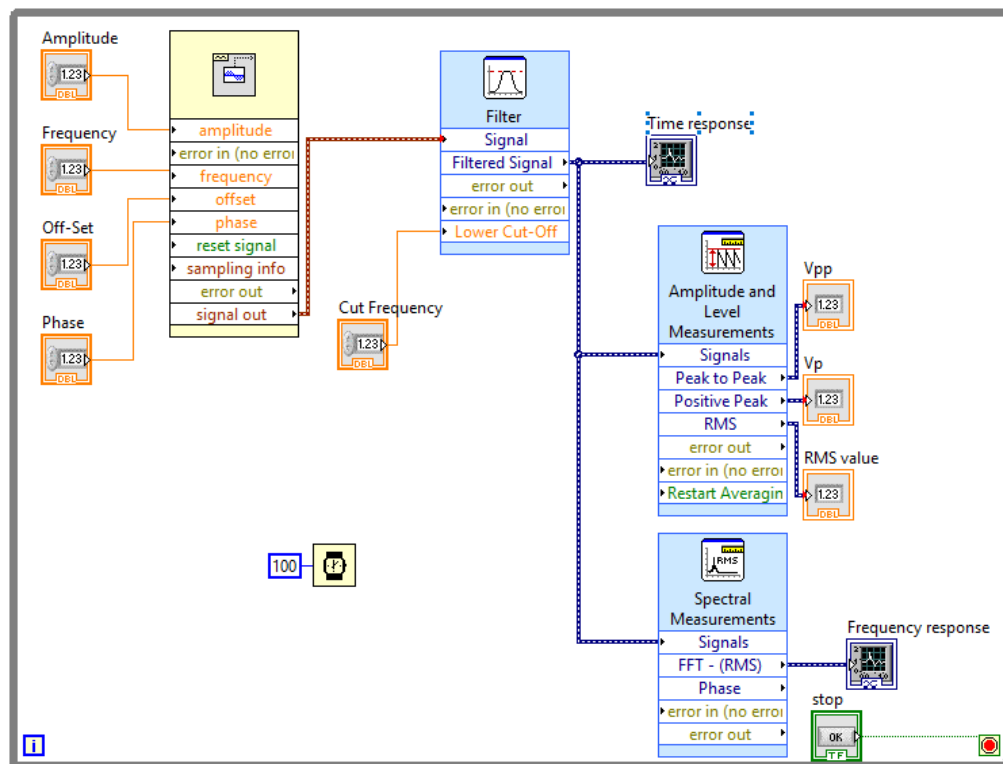 Amplitude
1.23
DBL
Frequency
1.23
DBL
Off-Set
1.23
DBL
Phase
1.23
DBL
amplitude
error in (no error
frequency
offset
phase
reset signal
sampling info
error out
signal out
Cut Frequency
1.23
DBL
Filter
Signal
Filtered Signal
error out
error in (no error
Lower Cut-Off
Time response
Amplitude and
Level
Measurements
Signals
Peak to Peak
Positive Peak
RMS
error out
error in (no error
Restart Averagin
Vpp
1.23
DBL
Vp
1.23
DBL
RMS value
1.23
DBL
100
RMS
Spectral
Measurements
Signals
FFT - (RMS)
Phase
error in (no error
error out
Frequency response
stop
OK
TF
i